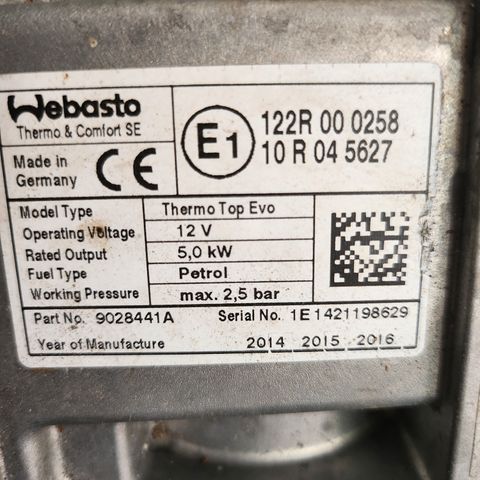 Webasto
Thermo & Comfort SE
Made in
Germany
CE
E1
122R 00 0258
10 R 04 5627
Model Type Thermo Top Evo
Operating Voltage 12 V
Rated Output 5,0 kW
Fuel Type Petrol
Working Pressure max. 2,5 bar
Part No. 9028441A Serial No. 1E1421198629
Year of Manufacture 2014 2015 2016